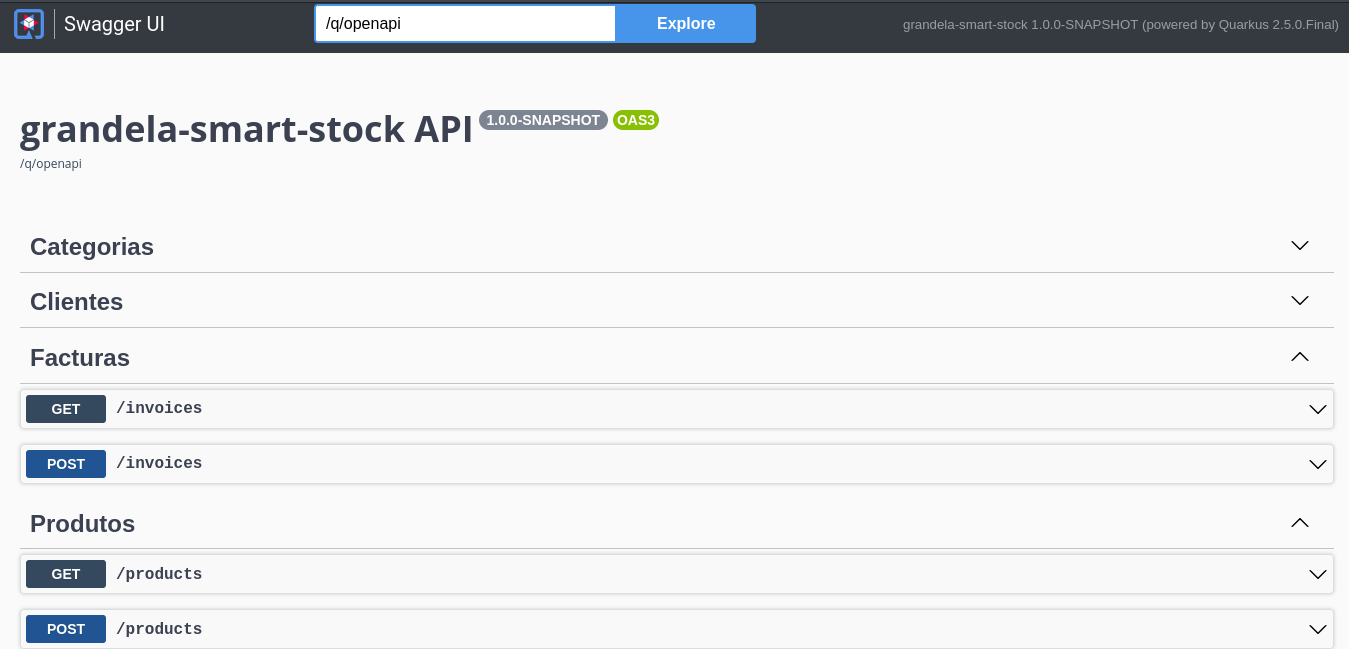 Swagger UI /q/openapi Explore grandela-smart-stock 1.0.0-SNAPSHOT (powered by Quarkus 2.5.0.Final)
grandela-smart-stock API 1.0.0-SNAPSHOT OAS3
/q/openapi
Categorias
Clientes
Facturas
GET /invoices
POST /invoices
Produtos
GET /products
POST /products